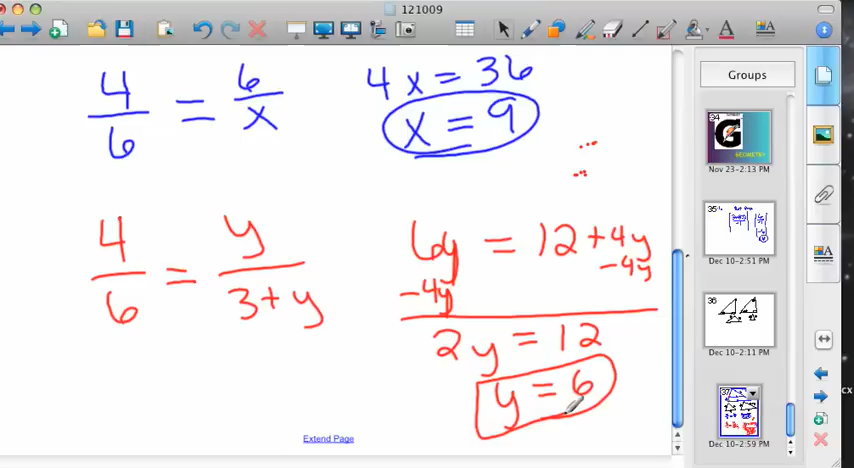 121009
4/6 = 6/x
4x = 36
x = 9
4/6 = y/(3+y)
6y = 12 + 4y
-4y -4y
2y = 12
y = 6
Extend Page
Groups
34
G
GEOMETRY
Nov 23-2:13 PM
35
Dec 10-2:51 PM
36
Dec 10-2:11 PM
37
Dec 10-2:59 PM
cx